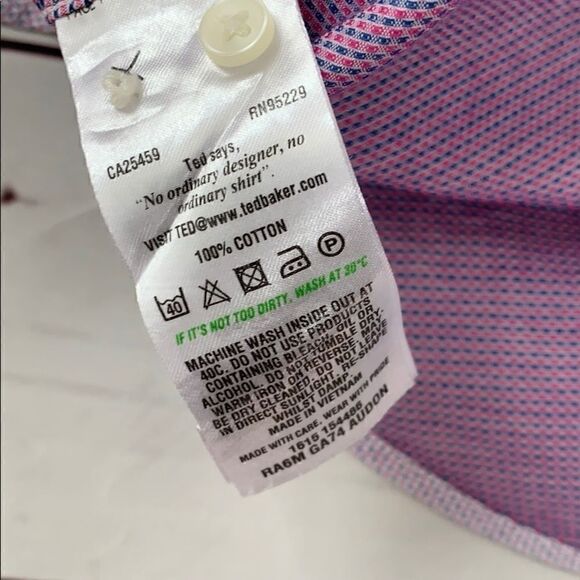 CA25459
RN95229
Ted says,
"No ordinary designer, no
ordinary shirt".
VISIT TED@www.tedbaker.com
100% COTTON
40
P
IF IT'S NOT TOO DIRTY, WASH AT 30°C
MACHINE WASH INSIDE OUT AT
40C. DO NOT USE PRODUCTS
CONTAINING BLEACH, OIL OR
ALCOHOL. DO NOT TUMBLE DRY.
WARM IRON ON REVERSE. MAY
BE DRY CLEANED. DO NOT LEAVE
IN DIRECT SUNLIGHT. RE-SHAPE
WHILST DAMP.
MADE IN VIETNAM
MADE WITH CARE, WEAR WITH PRIDE
1615 154486
RA6M GA74 AUDON